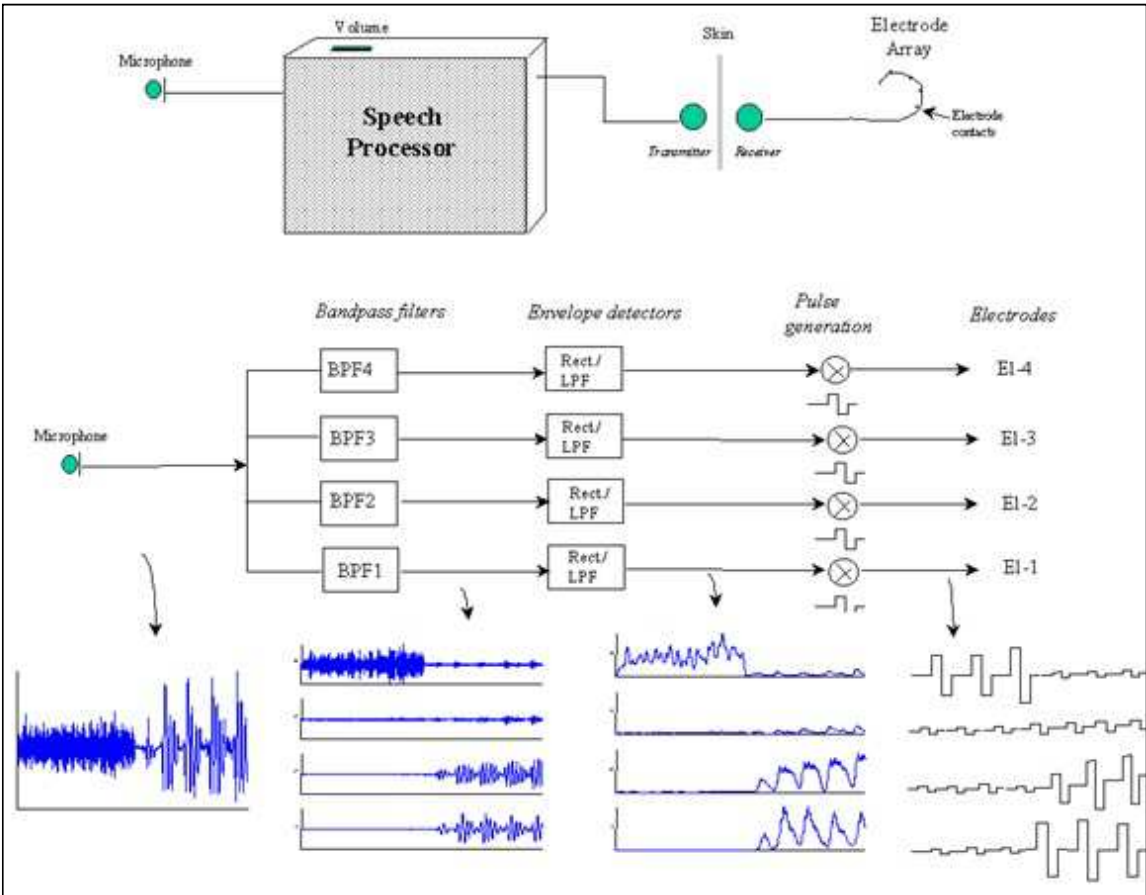 Volume
Microphone
Speech
Processor
Skin
Transmitter
Receiver
Electrode
Array
Electrode
contacts
Bandpass filters
Envelope detectors
Pulse
generation
Electrodes
BPF4
Rect./
LPF
El-4
Microphone
BPF3
Rect./
LPF
El-3
BPF2
Rect./
LPF
El-2
BPF1
Rect./
LPF
El-1